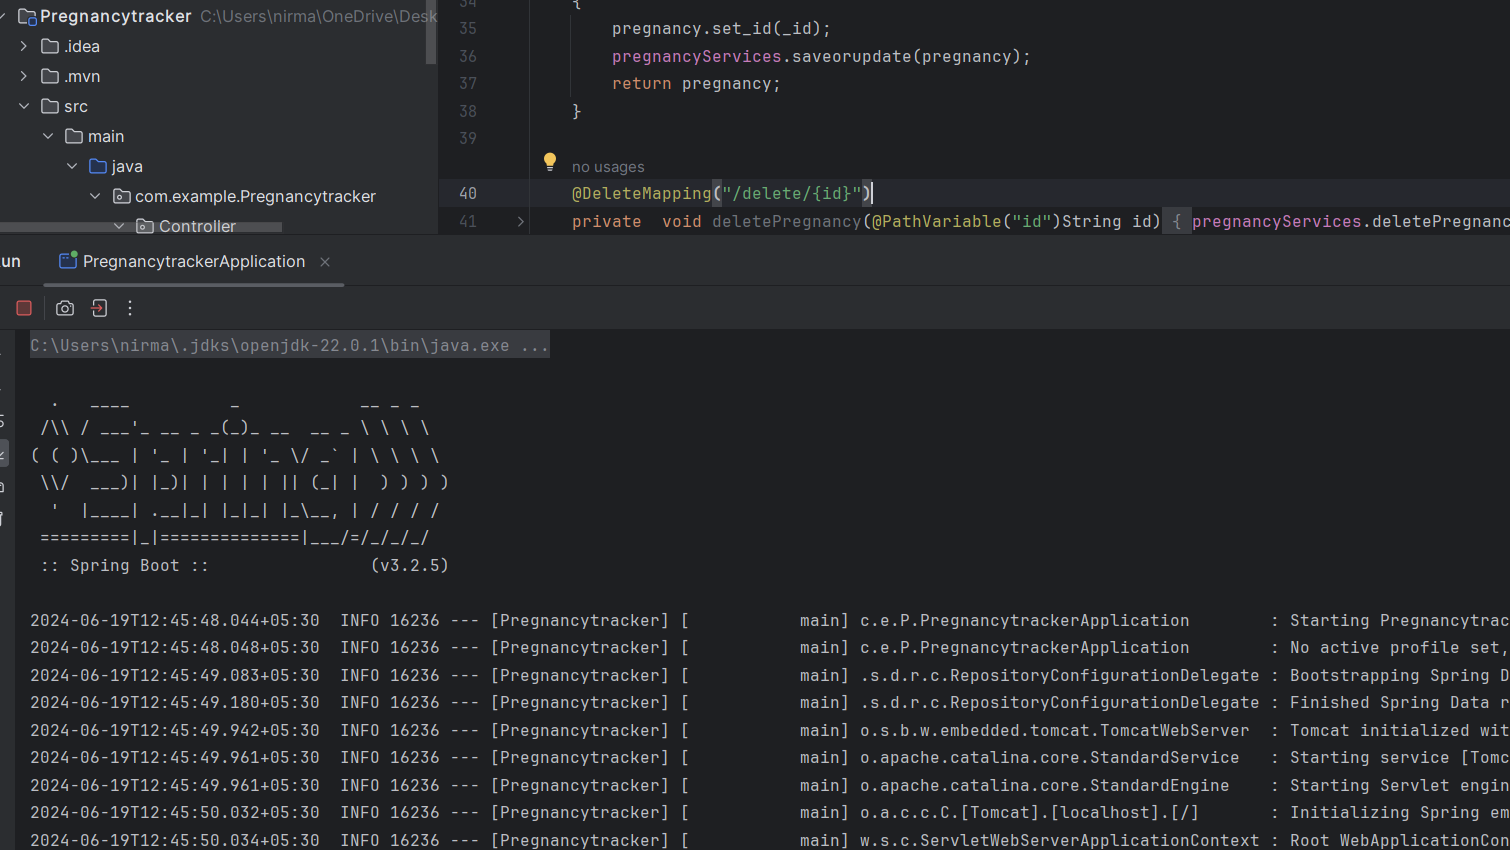 Pregnancytracker C:\Users\nirma\OneDrive\Desk
.idea
.mvn
src
main
java
com.example.Pregnancytracker
Controller
34 {
35 pregnancy.set_id(_id);
36 pregnancyServices.saveorupdate(pregnancy);
37 return pregnancy;
38 }
39
no usages
40 @DeleteMapping("/delete/{id}")
41 private  void deletePregnancy(@PathVariable("id")String id) { pregnancyServices.deletePregnanc
un PregnancytrackerApplication
C:\Users\nirma\.jdks\openjdk-22.0.1\bin\java.exe ...
  .   ____          _            __ _ _
 /\\ / ___'_ __ _ _(_)_ __  __ _ \ \ \ \
( ( )\___ | '_ | '_| | '_ \/ _` | \ \ \ \
 \\/  ___)| |_)| | | | | || (_| |  ) ) ) )
  '  |____| .__|_| |_|_| |_\__, | / / / /
 =========|_|==============|___/=/_/_/_/
 :: Spring Boot ::                (v3.2.5)
2024-06-19T12:45:48.044+05:30  INFO 16236 --- [Pregnancytracker] [           main] c.e.P.PregnancytrackerApplication        : Starting Pregnancytrac
2024-06-19T12:45:48.048+05:30  INFO 16236 --- [Pregnancytracker] [           main] c.e.P.PregnancytrackerApplication        : No active profile set,
2024-06-19T12:45:49.083+05:30  INFO 16236 --- [Pregnancytracker] [           main] .s.d.r.c.RepositoryConfigurationDelegate : Bootstrapping Spring D
2024-06-19T12:45:49.180+05:30  INFO 16236 --- [Pregnancytracker] [           main] .s.d.r.c.RepositoryConfigurationDelegate : Finished Spring Data r
2024-06-19T12:45:49.942+05:30  INFO 16236 --- [Pregnancytracker] [           main] o.s.b.w.embedded.tomcat.TomcatWebServer  : Tomcat initialized wit
2024-06-19T12:45:49.961+05:30  INFO 16236 --- [Pregnancytracker] [           main] o.apache.catalina.core.StandardService   : Starting service [Tomc
2024-06-19T12:45:49.961+05:30  INFO 16236 --- [Pregnancytracker] [           main] o.apache.catalina.core.StandardEngine    : Starting Servlet engin
2024-06-19T12:45:50.032+05:30  INFO 16236 --- [Pregnancytracker] [           main] o.a.c.c.C.[Tomcat].[localhost].[/]       : Initializing Spring em
2024-06-19T12:45:50.034+05:30  INFO 16236 --- [Pregnancytracker] [           main] w.s.c.ServletWebServerApplicationContext : Root WebApplicationCon